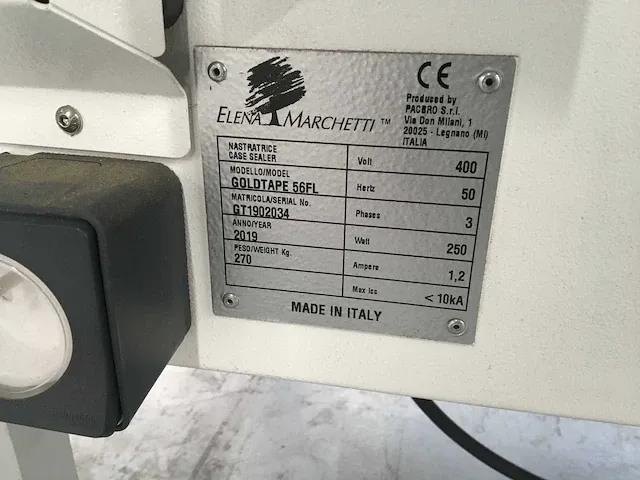 ELENA MARCHETTI ™
CE
Produced by
PACBRO S.r.l.
Via Don Milani, 1
20025 - Legnano (MI)
ITALIA
NASTRATRICE
CASE SEALER
MODELLO/MODEL
GOLDTAPE 56FL
MATRICOLA/SERIAL No.
GT1902034
ANNO/YEAR
2019
PESO/WEIGHT Kg.
270
Volt 400
Hertz 50
Phases 3
Watt 250
Ampere 1,2
Max Icc < 10kA
MADE IN ITALY